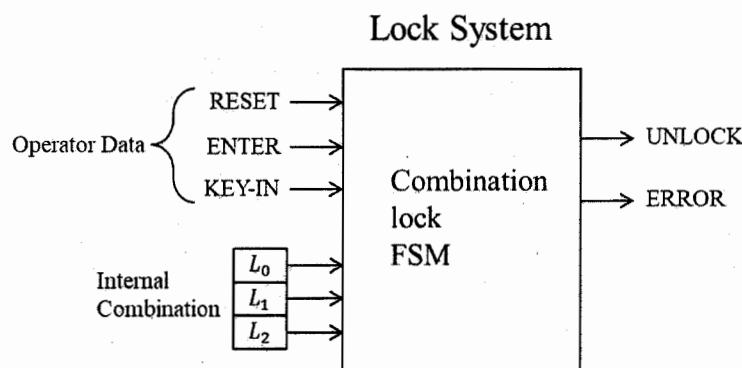 Lock System
RESET
Operator Data
ENTER
KEY-IN
UNLOCK
ERROR
Combination
lock
FSM
Internal
Combination
L₀
L₁
L₂